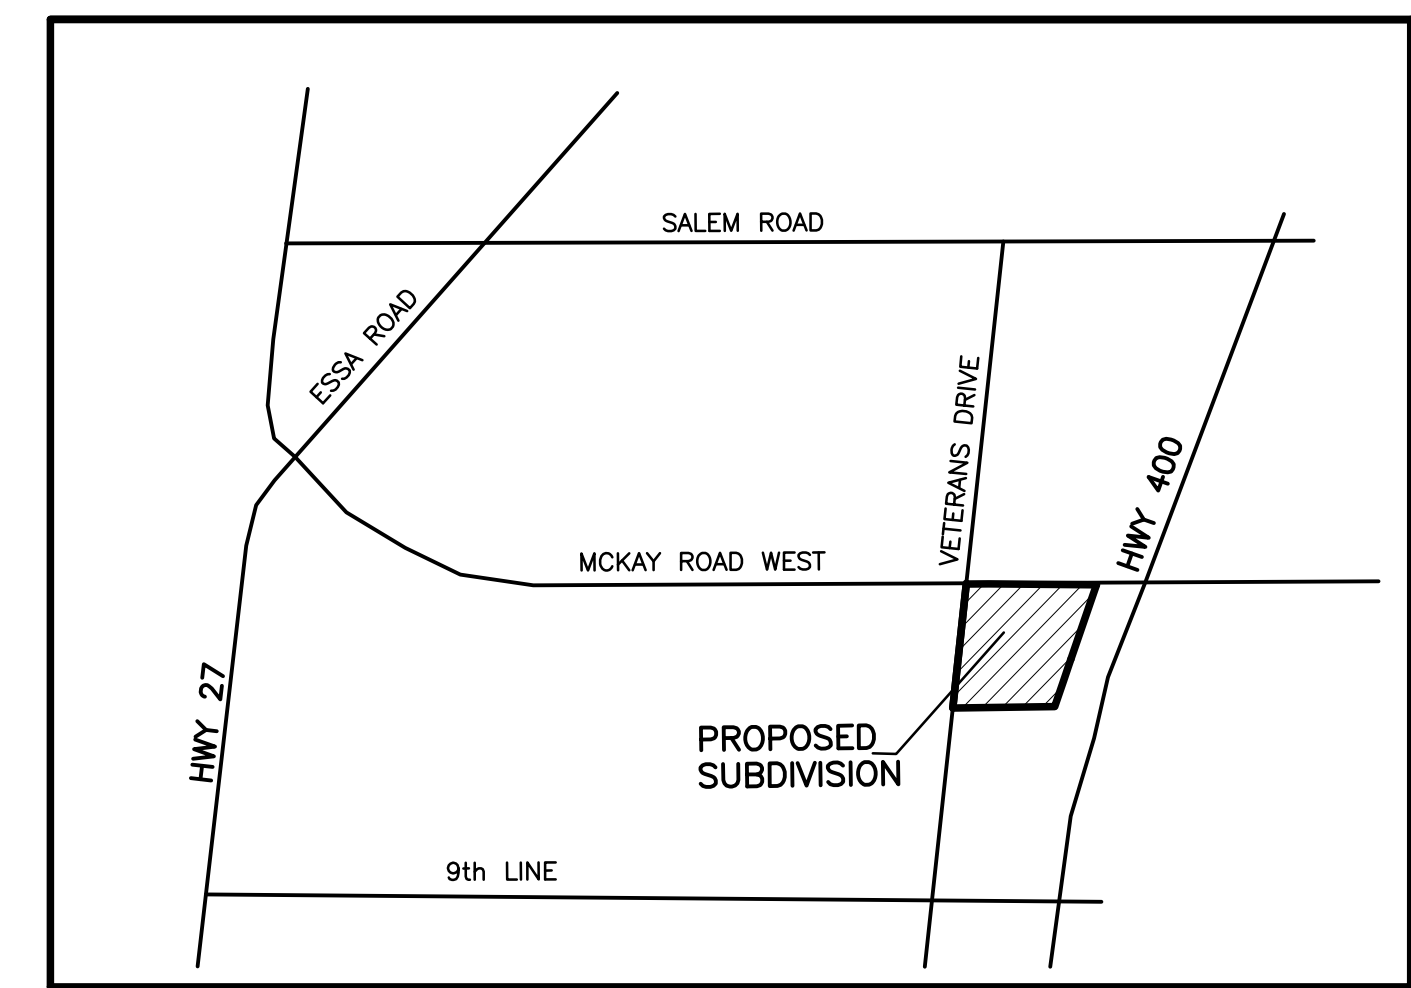 SALEM ROAD
ESSA ROAD
VETERANS DRIVE
HWY 400
MCKAY ROAD WEST
HWY 27
PROPOSED
SUBDIVISION
9th LINE